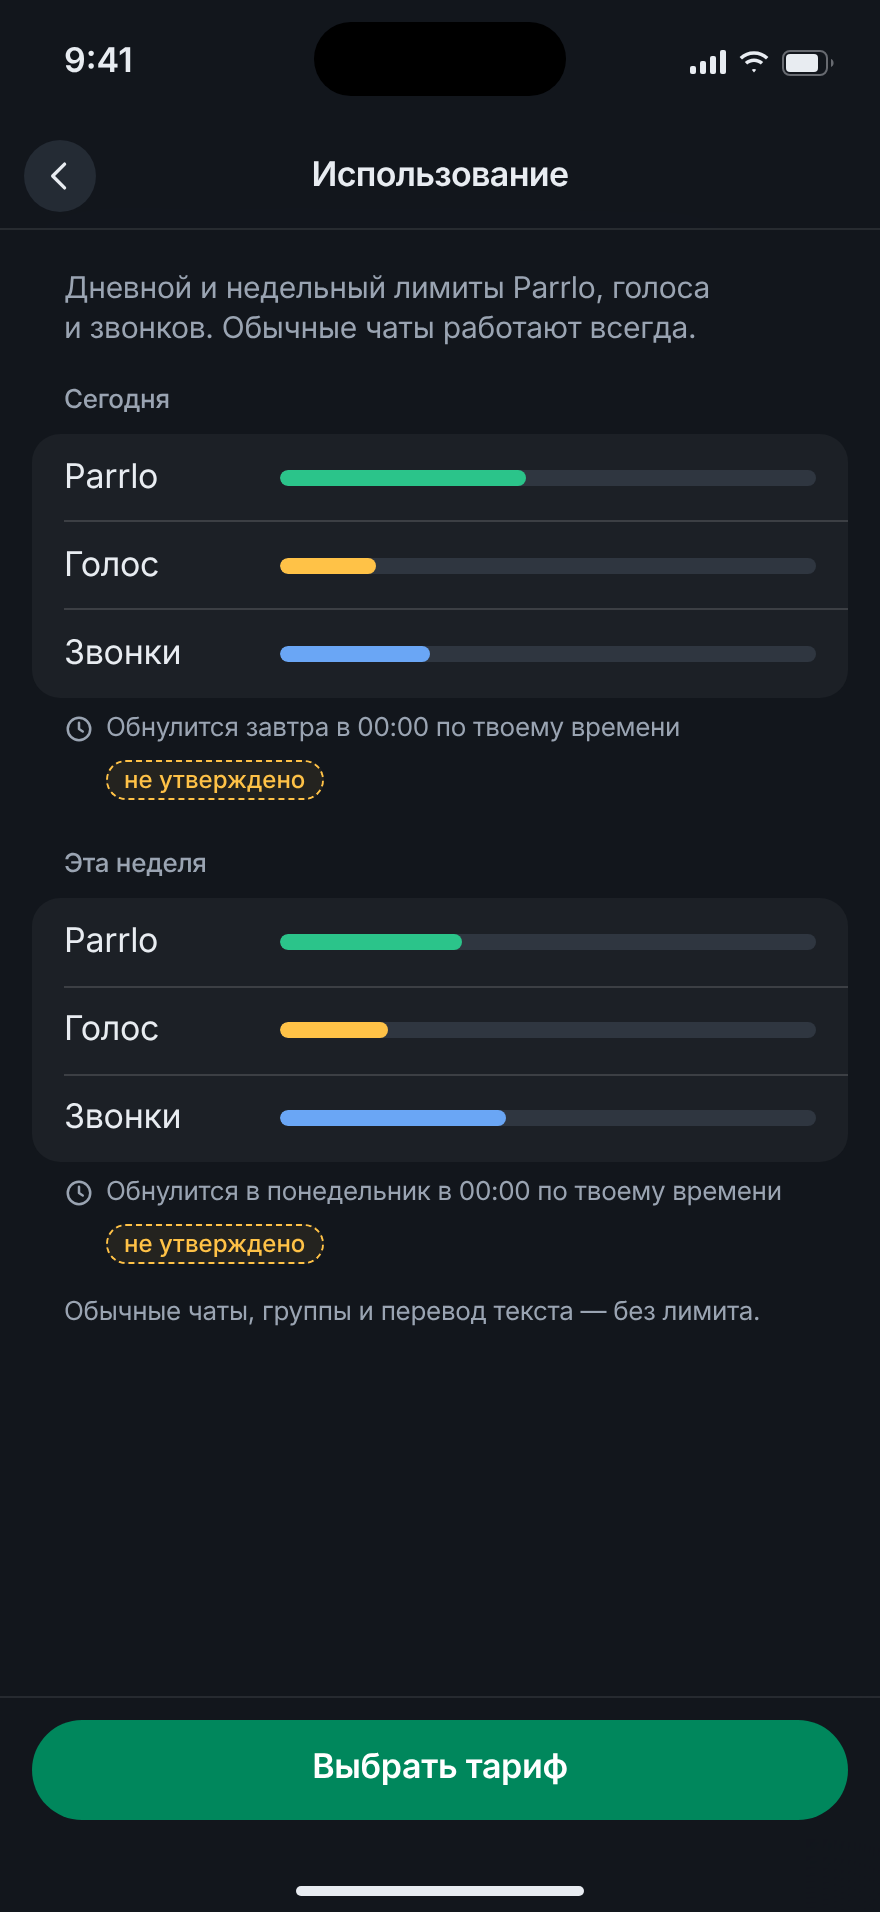 9:41
Использование
Дневной и недельный лимиты Parrlo, голоса
и звонков. Обычные чаты работают всегда.
Сегодня
Parrlo
Голос
Звонки
Обнулится завтра в 00:00 по твоему времени
не утверждено
Эта неделя
Parrlo
Голос
Звонки
Обнулится в понедельник в 00:00 по твоему времени
не утверждено
Обычные чаты, группы и перевод текста — без лимита.
Выбрать тариф